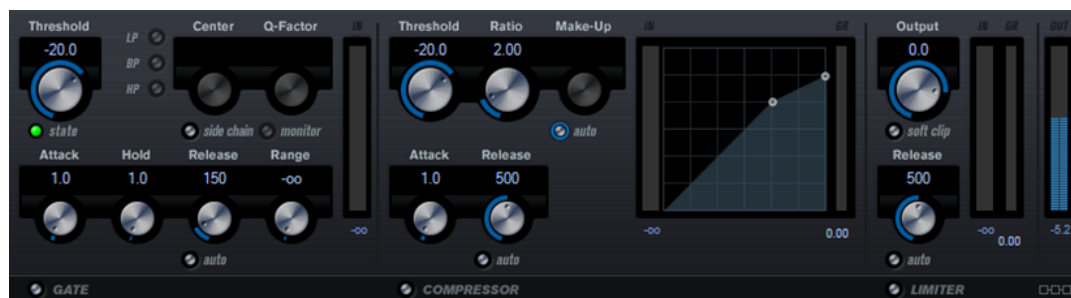 Threshold Center Q-Factor IN Threshold Ratio Make-Up IN GR Output IN GR OUT
-20.0 LP -20.0 2.00 0.0
BP
HP
state side chain monitor auto soft clip
Attack Hold Release Range Attack Release Release
1.0 1.0 150 -∞ 1.0 500 500
-∞ -∞ 0.00 -∞ 0.00 -5.2
auto auto auto
GATE COMPRESSOR LIMITER